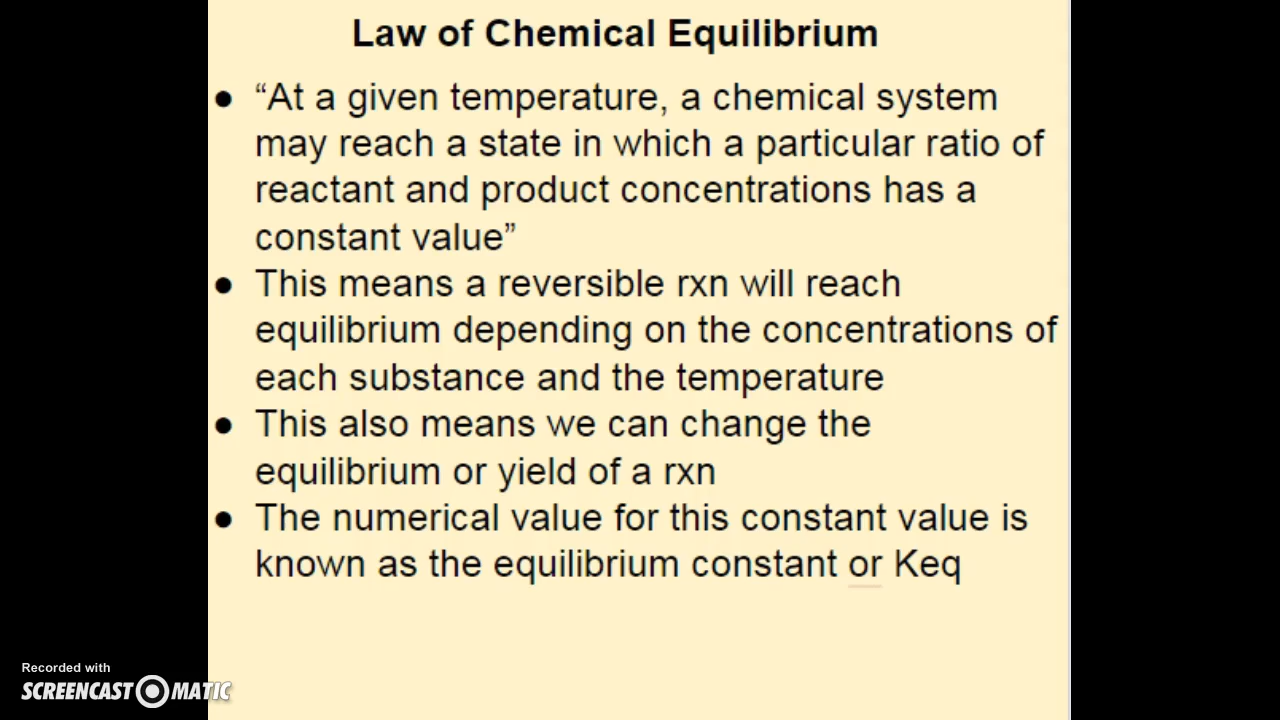 Law of Chemical Equilibrium
● “At a given temperature, a chemical system
may reach a state in which a particular ratio of
reactant and product concentrations has a
constant value”
● This means a reversible rxn will reach
equilibrium depending on the concentrations of
each substance and the temperature
● This also means we can change the
equilibrium or yield of a rxn
● The numerical value for this constant value is
known as the equilibrium constant or Keq
Recorded with
SCREENCAST MATIC